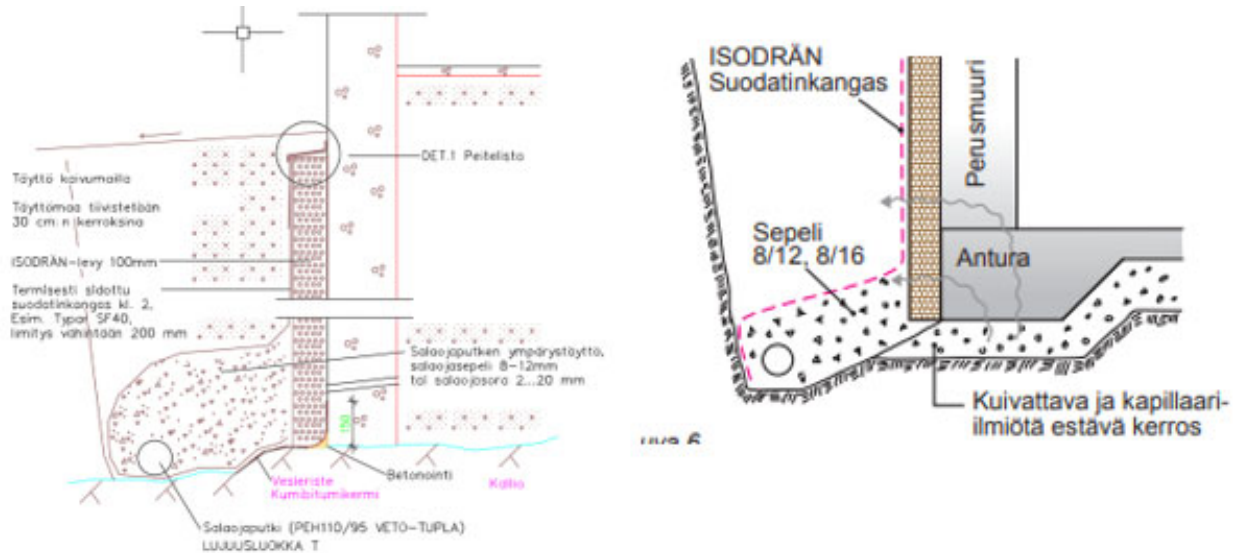 Täyttö kaivumailla
Täyttömaa tiivistetään
30 cm:n kerroksina
ISODRÄN-levy 100mm
Termisesti sidottu
suodatinkangas kl. 2,
Esim. Typar SF40,
limitys vähintään 200 mm
DET.1 Peitelista
Salaojaputken ympärystäyttö,
salaojasepeli 8-12mm
tai salaojasora 2...20 mm
150
Betonointi
Vesieriste
Kumibitumikermi
Kallio
Salaojaputki (PEH110/95 VETO-TUPLA)
LUJUUSLUOKKA T
ISODRÄN
Suodatinkangas
Perusmuuri
Sepeli
8/12, 8/16
Antura
Kuivattava ja kapillaari-
ilmiötä estävä kerros
uva 6